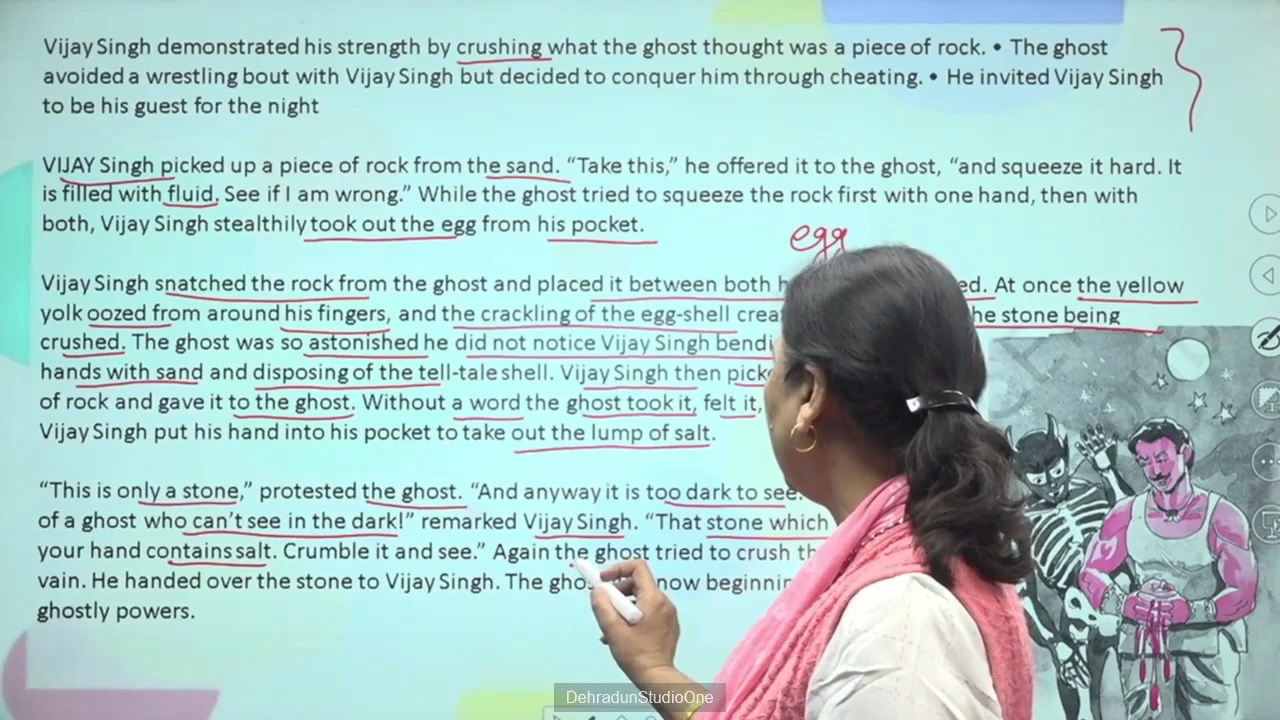 Vijay Singh demonstrated his strength by crushing what the ghost thought was a piece of rock. • The ghost
avoided a wrestling bout with Vijay Singh but decided to conquer him through cheating. • He invited Vijay Singh
to be his guest for the night
VIJAY Singh picked up a piece of rock from the sand. “Take this,” he offered it to the ghost, “and squeeze it hard. It
is filled with fluid. See if I am wrong.” While the ghost tried to squeeze the rock first with one hand, then with
both, Vijay Singh stealthily took out the egg from his pocket.
egg
Vijay Singh snatched the rock from the ghost and placed it between both ed. At once the yellow
yolk oozed from around his fingers, and the crackling of the egg-shell he stone being
crushed. The ghost was so astonished he did not notice Vijay Singh
hands with sand and disposing of the tell-tale shell. Vijay Singh then
of rock and gave it to the ghost. Without a word the ghost took it, felt it,
Vijay Singh put his hand into his pocket to take out the lump of salt.
“This is only a stone,” protested the ghost. “And anyway it is too dark to see.
of a ghost who can’t see in the dark!” remarked Vijay Singh. “That stone which
your hand contains salt. Crumble it and see.” Again the ghost tried to crush
vain. He handed over the stone to Vijay Singh. The now
ghostly powers.
DehradunStudioOne